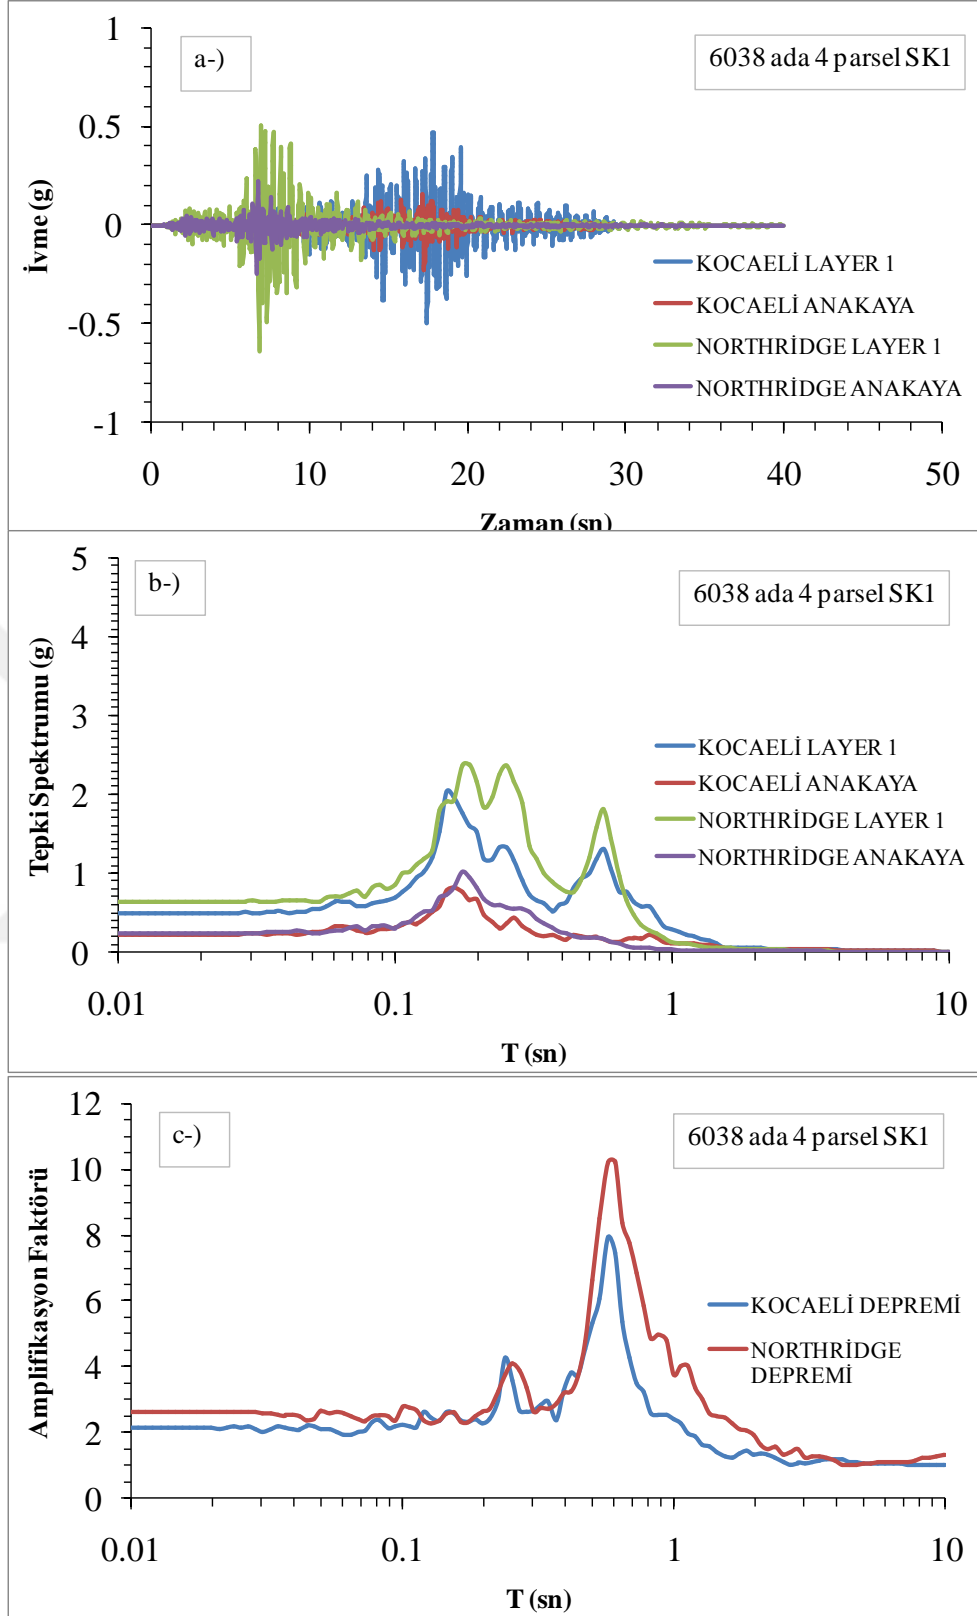 a-)
6038 ada 4 parsel SK1
İvme (g)
1
0.5
0
-0.5
-1
KOCAELİ LAYER 1
KOCAELİ ANAKAYA
NORTHRİDGE LAYER 1
NORTHRİDGE ANAKAYA
0 10 20 30 40 50
Zaman (sn)
b-)
6038 ada 4 parsel SK1
Tepki Spektrumu (g)
5
4
3
2
1
0
KOCAELİ LAYER 1
KOCAELİ ANAKAYA
NORTHRİDGE LAYER 1
NORTHRİDGE ANAKAYA
0.01 0.1 1 10
T (sn)
c-)
6038 ada 4 parsel SK1
Amplifikasyon Faktörü
12
10
8
6
4
2
0
KOCAELİ DEPREMİ
NORTHRİDGE
DEPREMİ
0.01 0.1 1 10
T (sn)